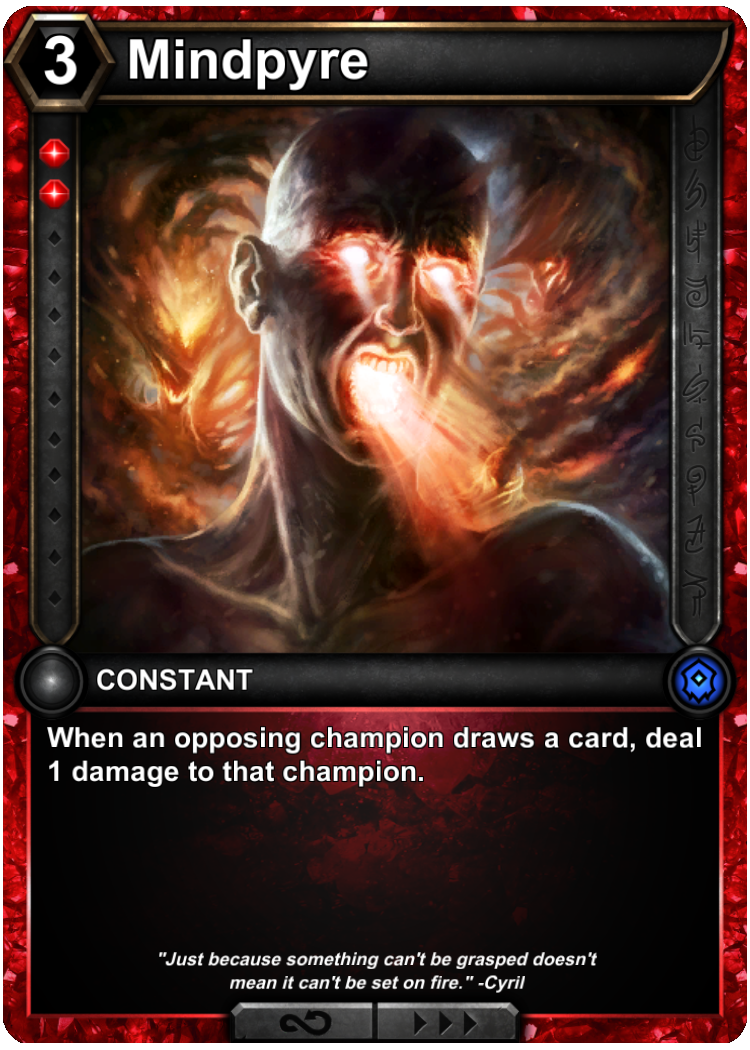 3
Mindpyre
CONSTANT
When an opposing champion draws a card, deal
1 damage to that champion.
"Just because something can't be grasped doesn't
mean it can't be set on fire." -Cyril